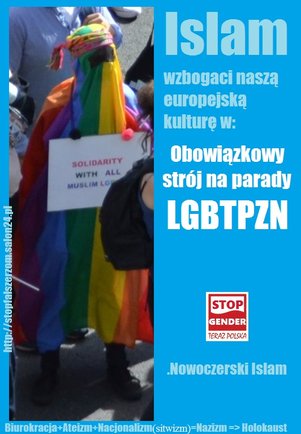 Islam
wzbogaci naszą
europejską
kulturę w:
Obowiązkowy
strój na parady
LGBTPZN
SOLIDARITY
WITH ALL
MUSLIM
STOP
GENDER
TERAZ POLSKA
.Nowoczerski Islam
http://stopfalszerzom.salon24.pl
Biurokracja+Ateizm+Nacjonalizm(sitwizm)=Nazizm => Holokaust